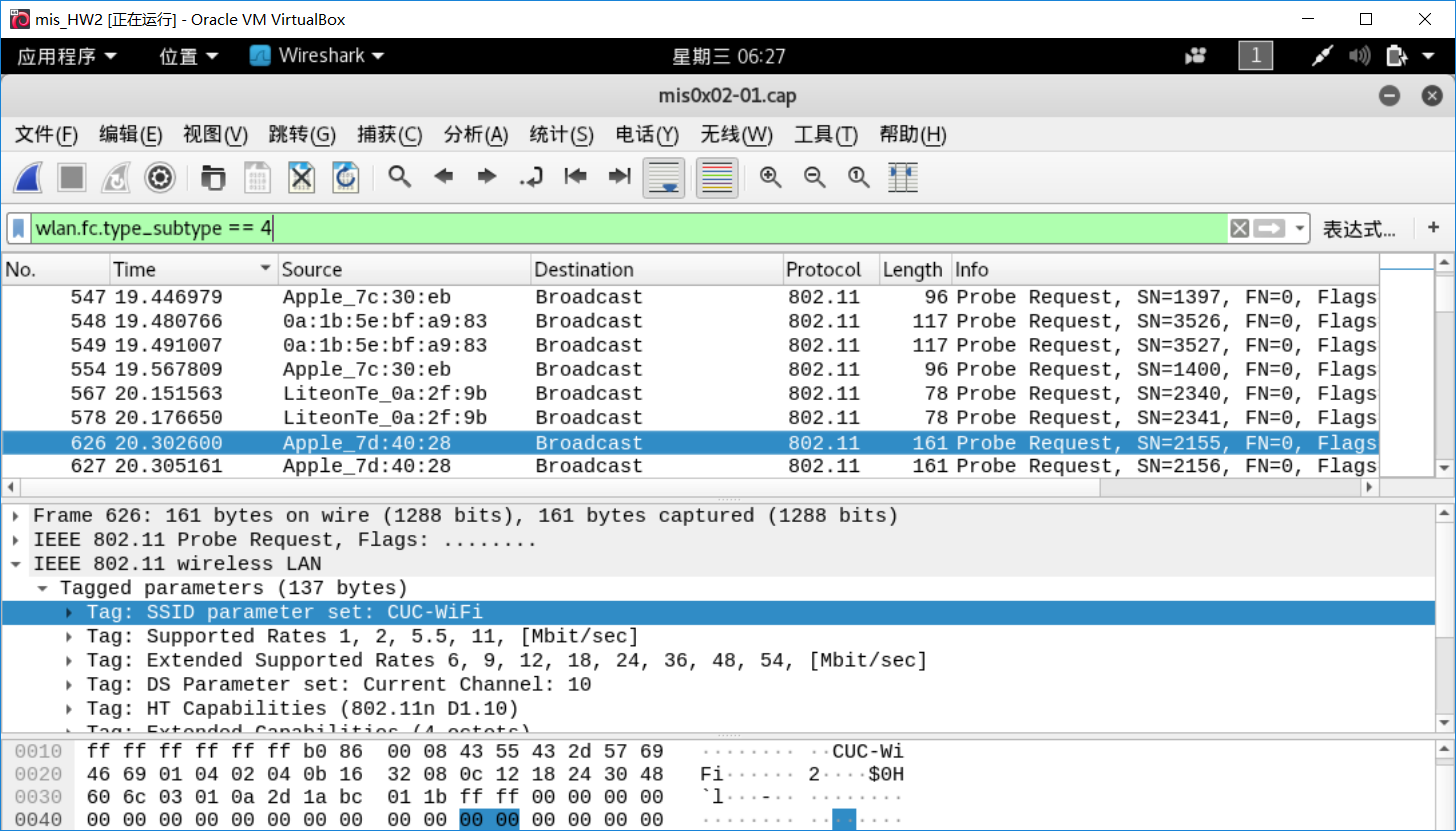 mis_HW2 [正在运行] - Oracle VM VirtualBox
应用程序 位置 Wireshark 星期三 06:27 1
mis0x02-01.cap
文件(F) 编辑(E) 视图(V) 跳转(G) 捕获(C) 分析(A) 统计(S) 电话(Y) 无线(W) 工具(T) 帮助(H)
wlan.fc.type_subtype == 4 表达式… +
No. Time Source Destination Protocol Length Info
547 19.446979 Apple_7c:30:eb Broadcast 802.11 96 Probe Request, SN=1397, FN=0, Flags
548 19.480766 0a:1b:5e:bf:a9:83 Broadcast 802.11 117 Probe Request, SN=3526, FN=0, Flags
549 19.491007 0a:1b:5e:bf:a9:83 Broadcast 802.11 117 Probe Request, SN=3527, FN=0, Flags
554 19.567809 Apple_7c:30:eb Broadcast 802.11 96 Probe Request, SN=1400, FN=0, Flags
567 20.151563 LiteonTe_0a:2f:9b Broadcast 802.11 78 Probe Request, SN=2340, FN=0, Flags
578 20.176650 LiteonTe_0a:2f:9b Broadcast 802.11 78 Probe Request, SN=2341, FN=0, Flags
626 20.302600 Apple_7d:40:28 Broadcast 802.11 161 Probe Request, SN=2155, FN=0, Flags
627 20.305161 Apple_7d:40:28 Broadcast 802.11 161 Probe Request, SN=2156, FN=0, Flags
Frame 626: 161 bytes on wire (1288 bits), 161 bytes captured (1288 bits)
IEEE 802.11 Probe Request, Flags: ........
IEEE 802.11 wireless LAN
Tagged parameters (137 bytes)
Tag: SSID parameter set: CUC-WiFi
Tag: Supported Rates 1, 2, 5.5, 11, [Mbit/sec]
Tag: Extended Supported Rates 6, 9, 12, 18, 24, 36, 48, 54, [Mbit/sec]
Tag: DS Parameter set: Current Channel: 10
Tag: HT Capabilities (802.11n D1.10)
Tag: Extended Capabilities (4 octets)
0010 ff ff ff ff ff ff b0 86 00 08 43 55 43 2d 57 69 ········ ··CUC-Wi
0020 46 69 01 04 02 04 0b 16 32 08 0c 12 18 24 30 48 Fi······ 2····$0H
0030 60 6c 03 01 0a 2d 1a bc 01 1b ff ff 00 00 00 00 `l···-·· ········
0040 00 00 00 00 00 00 00 00 00 00 00 00 00 00 00 00 ········ ········